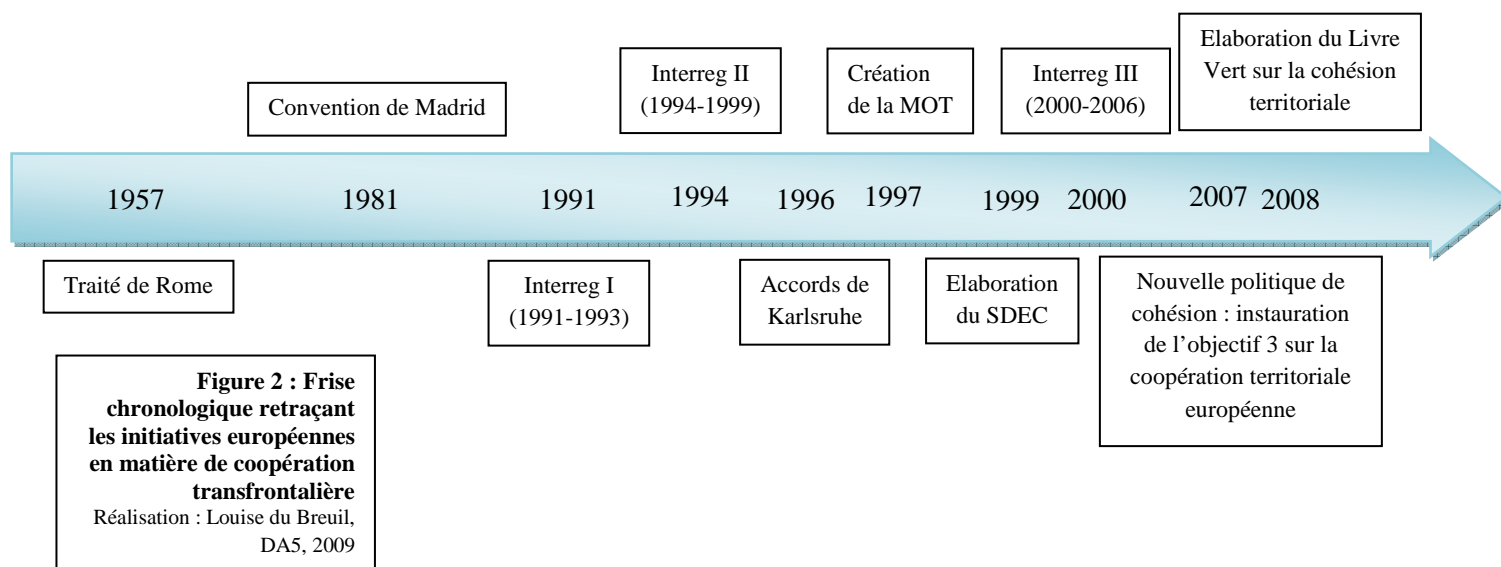 Elaboration du Livre
Vert sur la cohésion
territoriale
Interreg II
(1994-1999)
Création
de la MOT
Interreg III
(2000-2006)
Convention de Madrid
1957 1981 1991 1994 1996 1997 1999 2000 2007 2008
Traité de Rome
Interreg I
(1991-1993)
Accords de
Karlsruhe
Elaboration
du SDEC
Nouvelle politique de
cohésion : instauration
de l’objectif 3 sur la
coopération territoriale
européenne
Figure 2 : Frise
chronologique retraçant
les initiatives européennes
en matière de coopération
transfrontalière
Réalisation : Louise du Breuil,
DA5, 2009